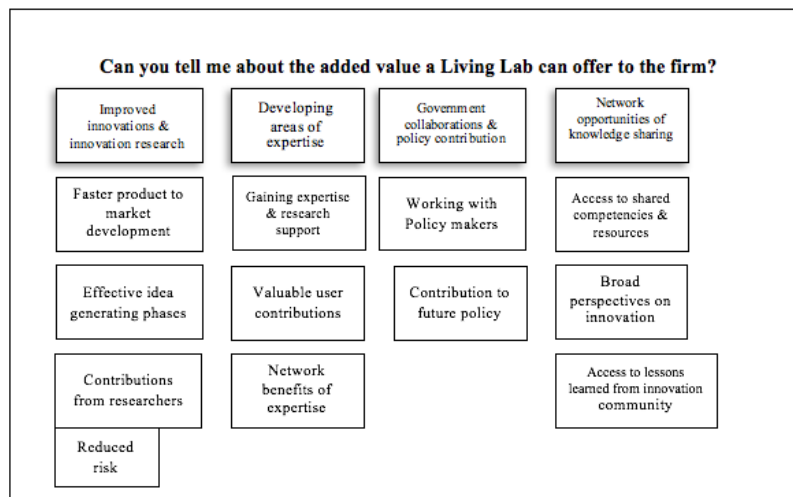 Can you tell me about the added value a Living Lab can offer to the firm?
Improved
innovations &
innovation research
Developing
areas of
expertise
Government
collaborations &
policy contribution
Network
opportunities of
knowledge sharing
Faster product to
market
development
Gaining expertise
& research
support
Working with
Policy makers
Access to shared
competencies &
resources
Effective idea
generating phases
Valuable user
contributions
Contribution to
future policy
Broad
perspectives on
innovation
Contributions
from researchers
Network
benefits of
expertise
Access to lessons
learned from innovation
community
Reduced
risk